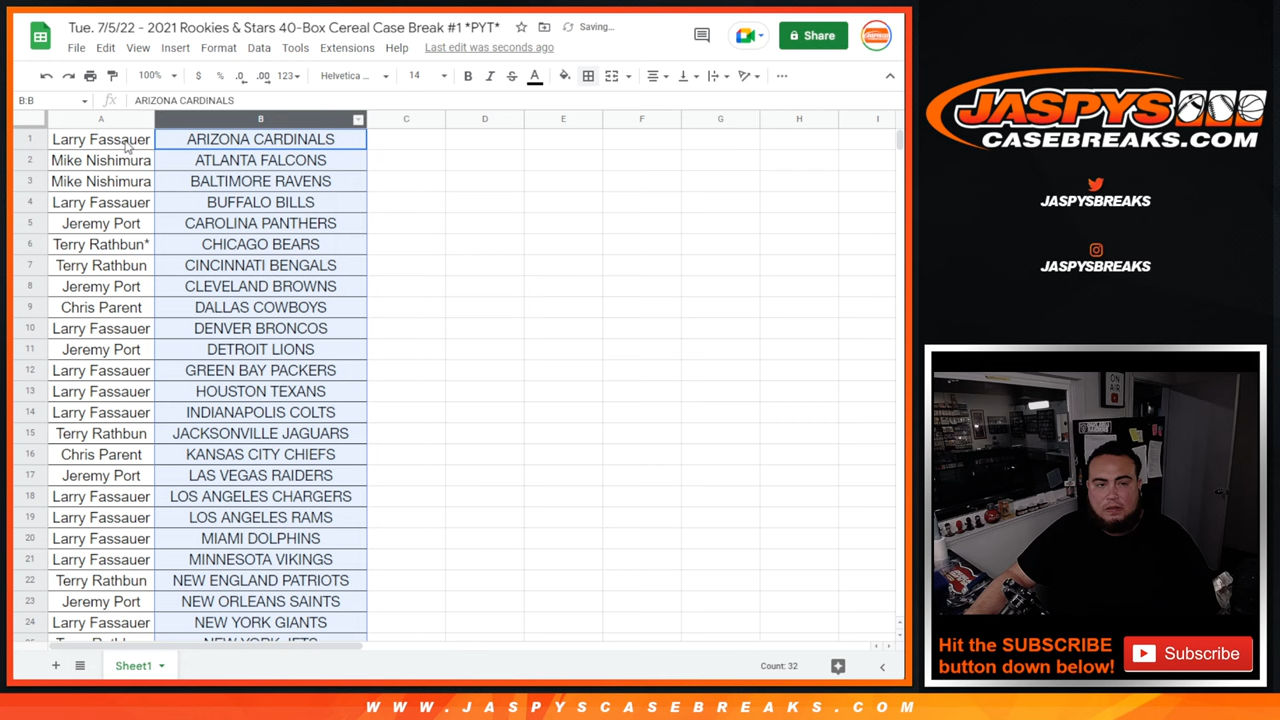 Tue. 7/5/22 - 2021 Rookies & Stars 40-Box Cereal Case Break #1 *PYT*
Saving...
File Edit View Insert Format Data Tools Extensions Help Last edit was seconds ago
Share
100% $ % .0 .00 123 Helvetica ... 14 B I S A
B:B fx ARIZONA CARDINALS
A B C D E F G H I
1 Larry Fassauer ARIZONA CARDINALS
2 Mike Nishimura ATLANTA FALCONS
3 Mike Nishimura BALTIMORE RAVENS
4 Larry Fassauer BUFFALO BILLS
5 Jeremy Port CAROLINA PANTHERS
6 Terry Rathbun* CHICAGO BEARS
7 Terry Rathbun CINCINNATI BENGALS
8 Jeremy Port CLEVELAND BROWNS
9 Chris Parent DALLAS COWBOYS
10 Larry Fassauer DENVER BRONCOS
11 Jeremy Port DETROIT LIONS
12 Larry Fassauer GREEN BAY PACKERS
13 Larry Fassauer HOUSTON TEXANS
14 Larry Fassauer INDIANAPOLIS COLTS
15 Terry Rathbun JACKSONVILLE JAGUARS
16 Chris Parent KANSAS CITY CHIEFS
17 Jeremy Port LAS VEGAS RAIDERS
18 Larry Fassauer LOS ANGELES CHARGERS
19 Larry Fassauer LOS ANGELES RAMS
20 Larry Fassauer MIAMI DOLPHINS
21 Larry Fassauer MINNESOTA VIKINGS
22 Terry Rathbun NEW ENGLAND PATRIOTS
23 Jeremy Port NEW ORLEANS SAINTS
24 Larry Fassauer NEW YORK GIANTS
Sheet1
Count: 32
JASPYS
CASEBREAKS.COM
JASPYSBREAKS
JASPYSBREAKS
ON
AIR
Hit the SUBSCRIBE
button down below!
Subscribe
WWW.JASPYSCASEBREAKS.COM